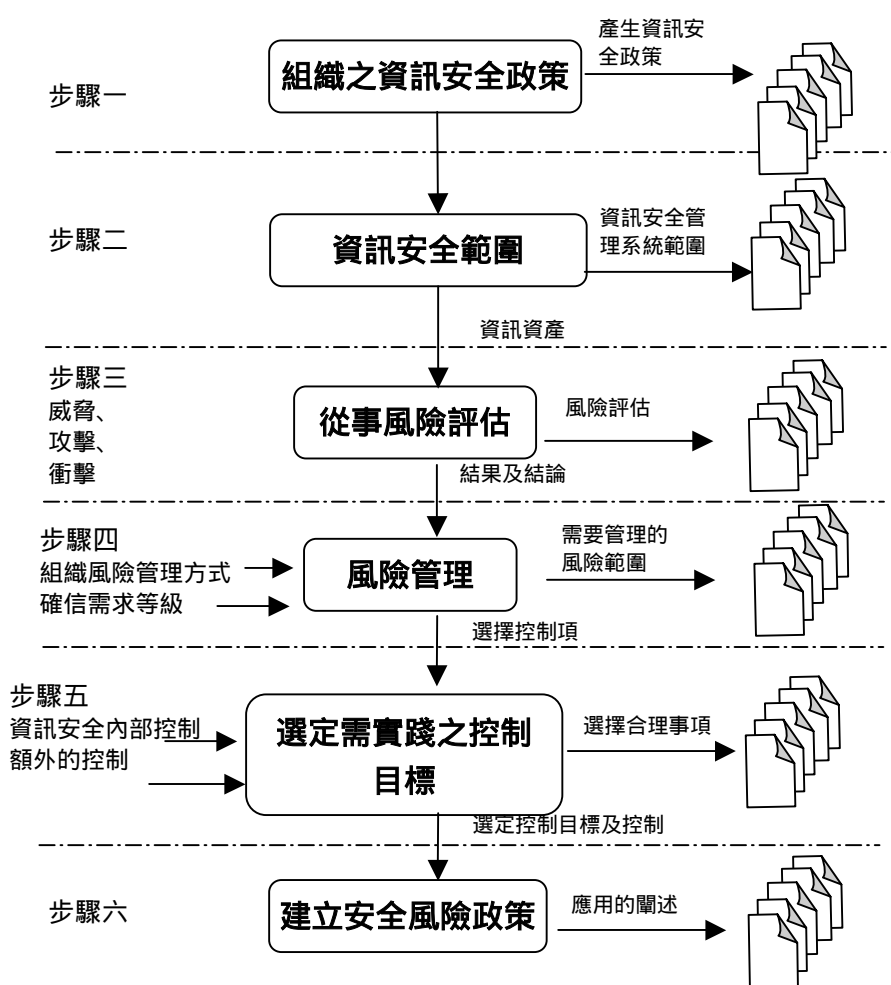 產生資訊安
全政策
組織之資訊安全政策
步驟一
步驟二
資訊安全範圍
資訊安全管
理系統範圍
資訊資產
步驟三
威脅、
攻擊、
衝擊
從事風險評估
風險評估
結果及結論
步驟四
組織風險管理方式
確信需求等級
風險管理
需要管理的
風險範圍
選擇控制項
步驟五
資訊安全內部控制
額外的控制
選定需實踐之控制
目標
選擇合理事項
選定控制目標及控制
步驟六
建立安全風險政策
應用的闡述